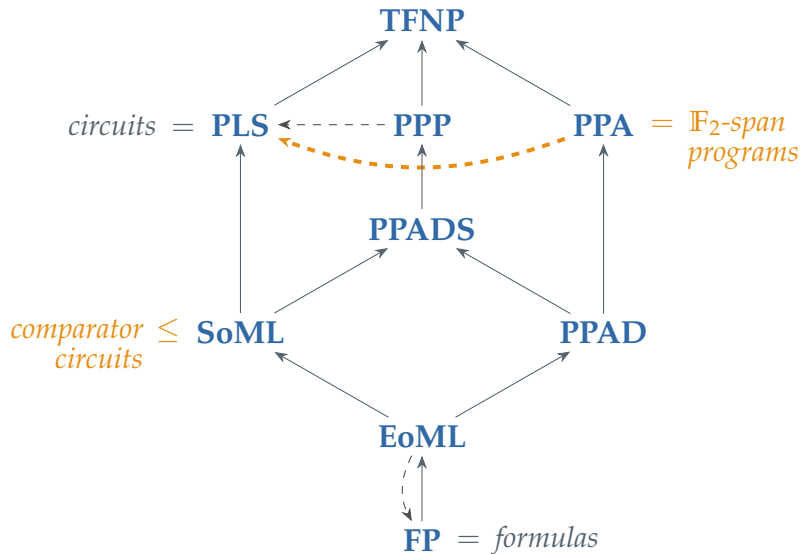 TFNP
circuits = PLS PPP PPA = 𝔽₂-span
programs
PPADS
comparator ≤ SoML PPAD
circuits
EoML
FP = formulas